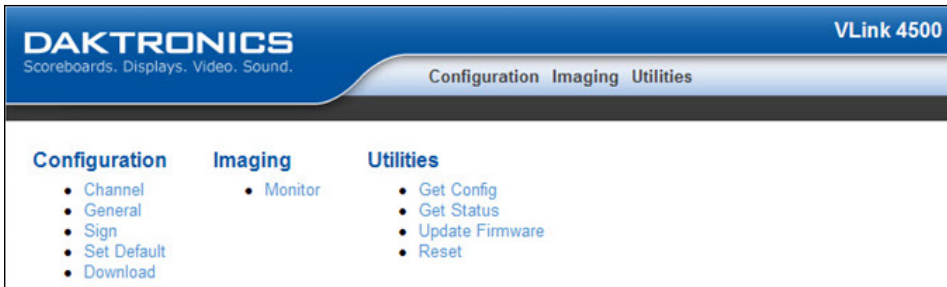 VLink 4500
DAKTRONICS
Scoreboards. Displays. Video. Sound.
Configuration Imaging Utilities
Configuration
• Channel
• General
• Sign
• Set Default
• Download
Imaging
• Monitor
Utilities
• Get Config
• Get Status
• Update Firmware
• Reset